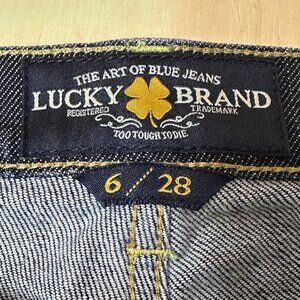 THE ART OF BLUE JEANS
LUCKY BRAND
REGISTERED TRADEMARK
TOO TOUGH TO DIE
6 / 28